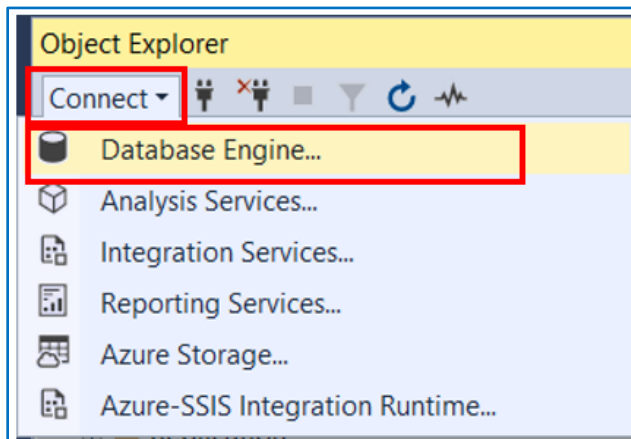 Object Explorer
Connect
Database Engine...
Analysis Services...
Integration Services...
Reporting Services...
Azure Storage...
Azure-SSIS Integration Runtime...